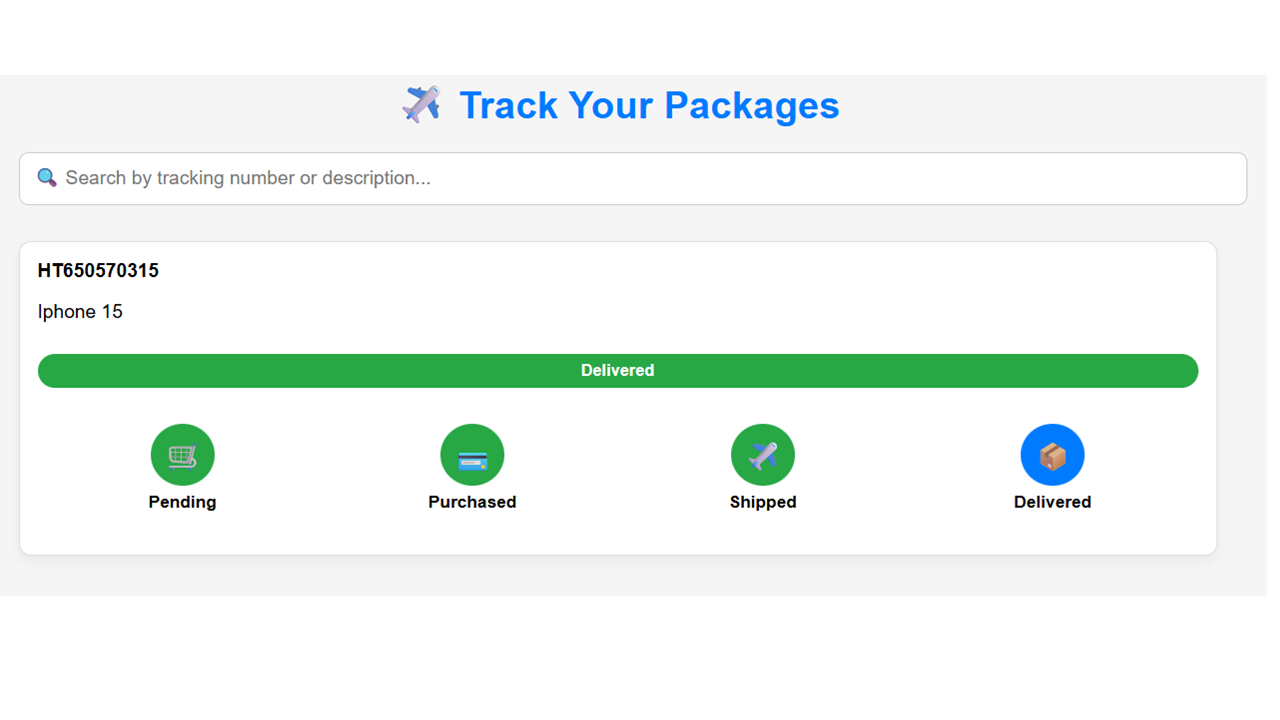 Track Your Packages
Search by tracking number or description...
HT650570315
Iphone 15
Delivered
Pending
Purchased
Shipped
Delivered